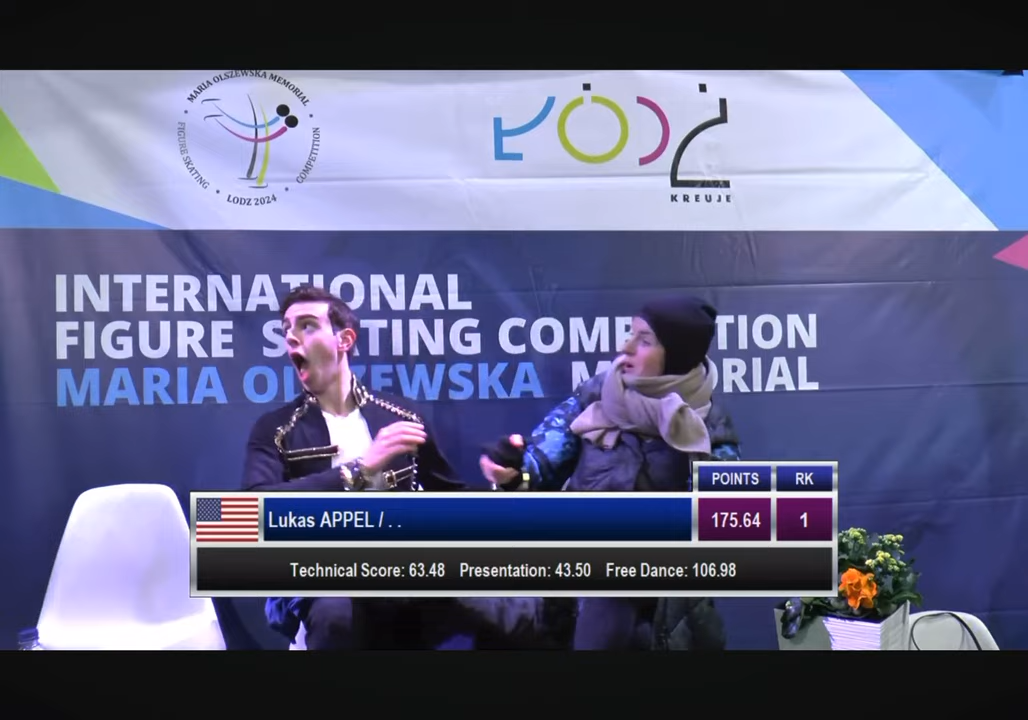 MARIA OLSZEWSKA MEMORIAL
FIGURE SKATING
COMPETITION
LODZ 2024
ŁÓDŹ
KREUJE
INTERNATIONAL
FIGURE SKATING COMPETITION
MARIA OLSZEWSKA MEMORIAL
POINTS RK
Lukas APPEL / . . 175.64 1
Technical Score: 63.48 Presentation: 43.50 Free Dance: 106.98